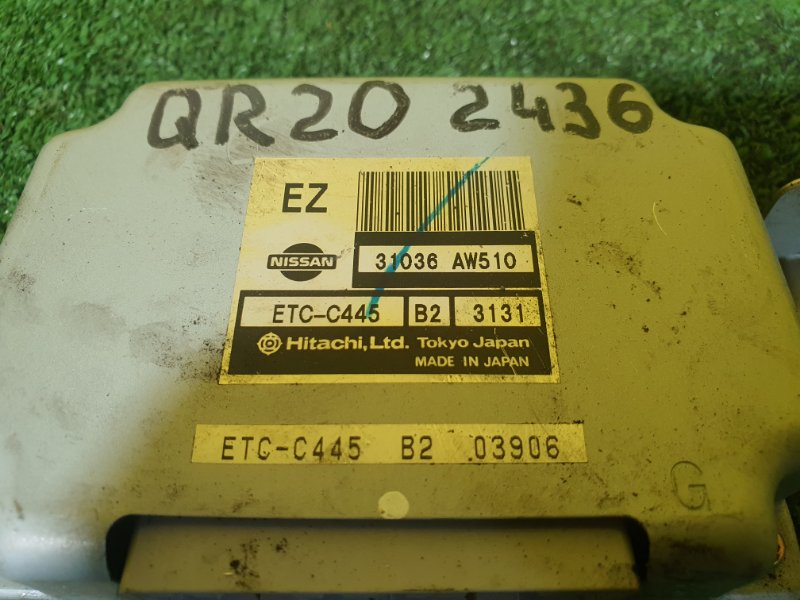 QR20 2436
EZ
NISSAN 31036 AW510
ETC-C445 B2 3131
Hitachi, Ltd. Tokyo Japan
MADE IN JAPAN
ETC-C445 B2 03906
G